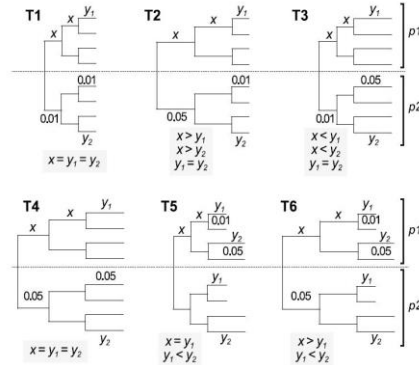 T1
x
x
y₁
0.01
0.01
y₂
x = y₁ = y₂
T2
x
x
y₁
0.01
0.05
y₂
x > y₁
x > y₂
y₁ = y₂
T3
x
x
y₁
0.05
0.01
y₂
x < y₁
x < y₂
y₁ = y₂
p1
p2
T4
x
x
y₁
0.05
0.05
y₂
x = y₁ = y₂
T5
x
x
y₁
0.01
y₂
0.05
y₁
y₂
x = y₁
y₁ < y₂
T6
x
x
y₁
0.01
y₂
0.05
0.05
y₁
y₂
x > y₁
y₁ < y₂
p1
p2